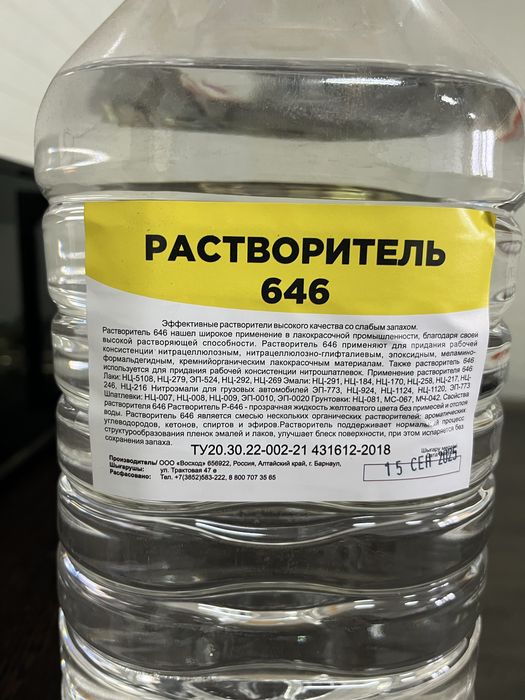 РАСТВОРИТЕЛЬ
646
Эффективные растворители высокого качества со слабым запахом.
Растворитель 646 нашел широкое применение в лакокрасочной промышленности, благодаря своей
высокой растворяющей способности. Растворитель 646 применяют для придания рабочей
консистенции нитрацеллюлозным, нитрацеллюлозно-глифталиевым, эпоксидным, меламино-
формальдегидным, кремнийорганическим лакокрасочным материалам. Также растворитель 646
используется для придания рабочей консистенции нитрошпатлевок. Применение растворителя 646
Лаки: НЦ-5108, НЦ-279, ЭП-524, НЦ-292, НЦ-269 Эмали: НЦ-291, НЦ-184, НЦ-170, НЦ-258, НЦ-217, НЦ-
246, НЦ-216 Нитроэмали для грузовых автомобилей ЭП-773, НЦ-924, НЦ-1124, НЦ-1120, ЭП-773
Шпатлевки: НЦ-007, НЦ-008, НЦ-009, ЭП-0010, ЭП-0020 Грунтовки: НЦ-081, МС-067, МЧ-042. Свойства
растворителя 646 Растворитель Р-646 - прозрачная жидкость желтоватого цвета без примесей и отслоев
воды. Растворитель 646 является смесью нескольких органических растворителей: ароматических
углеводородов, кетонов, спиртов и эфиров.Растворитель поддерживает нормальный процесс
структурообразования пленок эмалей и лаков, улучшает блеск поверхности, при этом испаряется без
сохранения запаха.
ТУ20.30.22-002-21 431612-2018
Производитель/ ООО «Восход» 656922, Россия, Алтайский край, г. Барнаул,
Шығарушы: ул. Трактовая 47 е
Расфасовано: Тел. +7(3852)583-222, 8 800 707 35 65
15 СЕН 2025